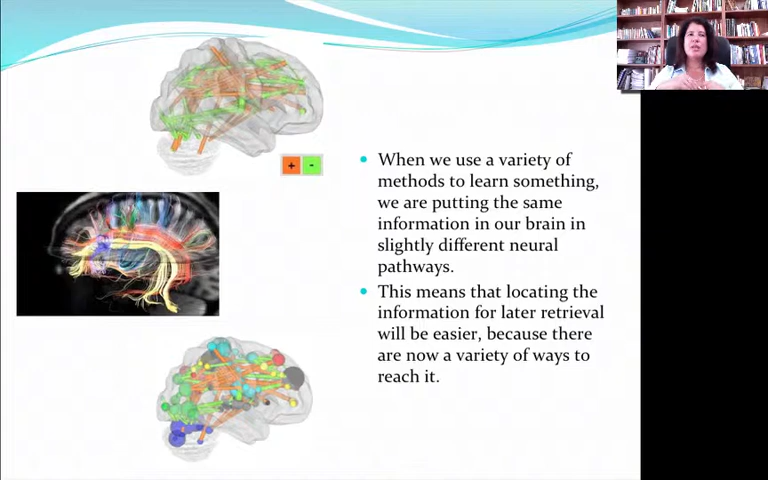 + -
• When we use a variety of
methods to learn something,
we are putting the same
information in our brain in
slightly different neural
pathways.
• This means that locating the
information for later retrieval
will be easier, because there
are now a variety of ways to
reach it.